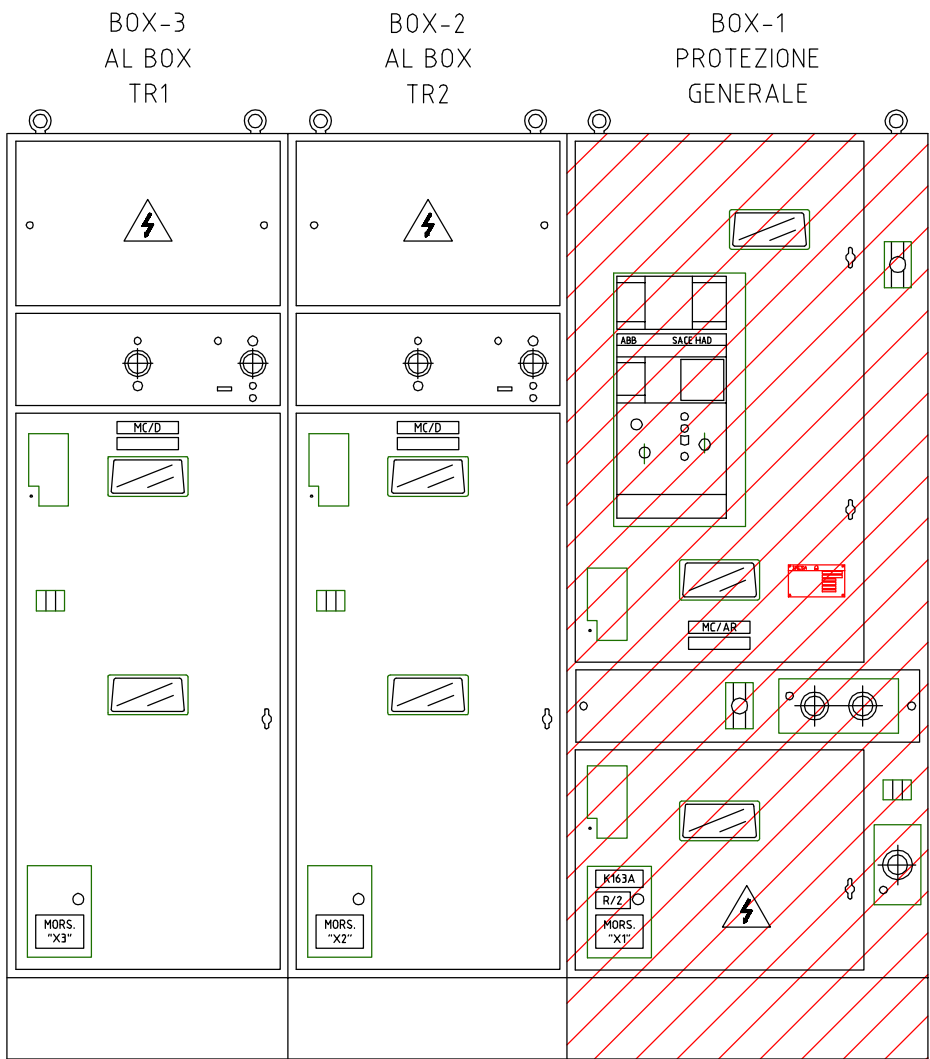 BOX-3
AL BOX
TR1
BOX-2
AL BOX
TR2
BOX-1
PROTEZIONE
GENERALE
ABB SACE HAD
MC/D
MC/D
MC/AR
MORS.
"X3"
MORS.
"X2"
K163A
R/2
MORS.
"X1"